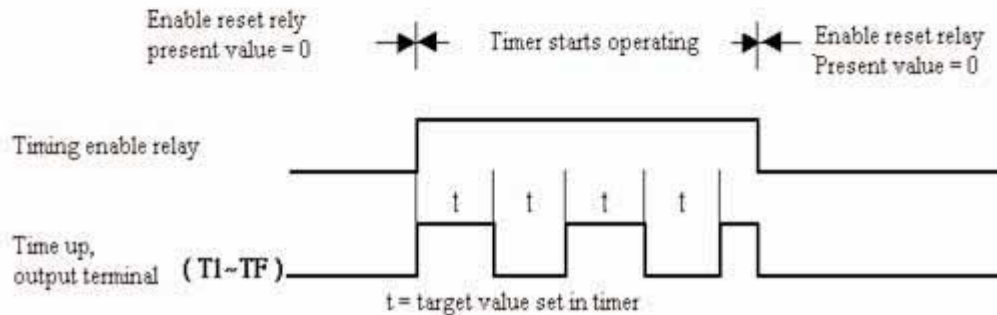 Enable reset rely
present value = 0
Timer starts operating
Enable reset relay
Present value = 0
Timing enable relay
t
t
t
t
Time up,
output terminal
( T1~TF )
t = target value set in timer